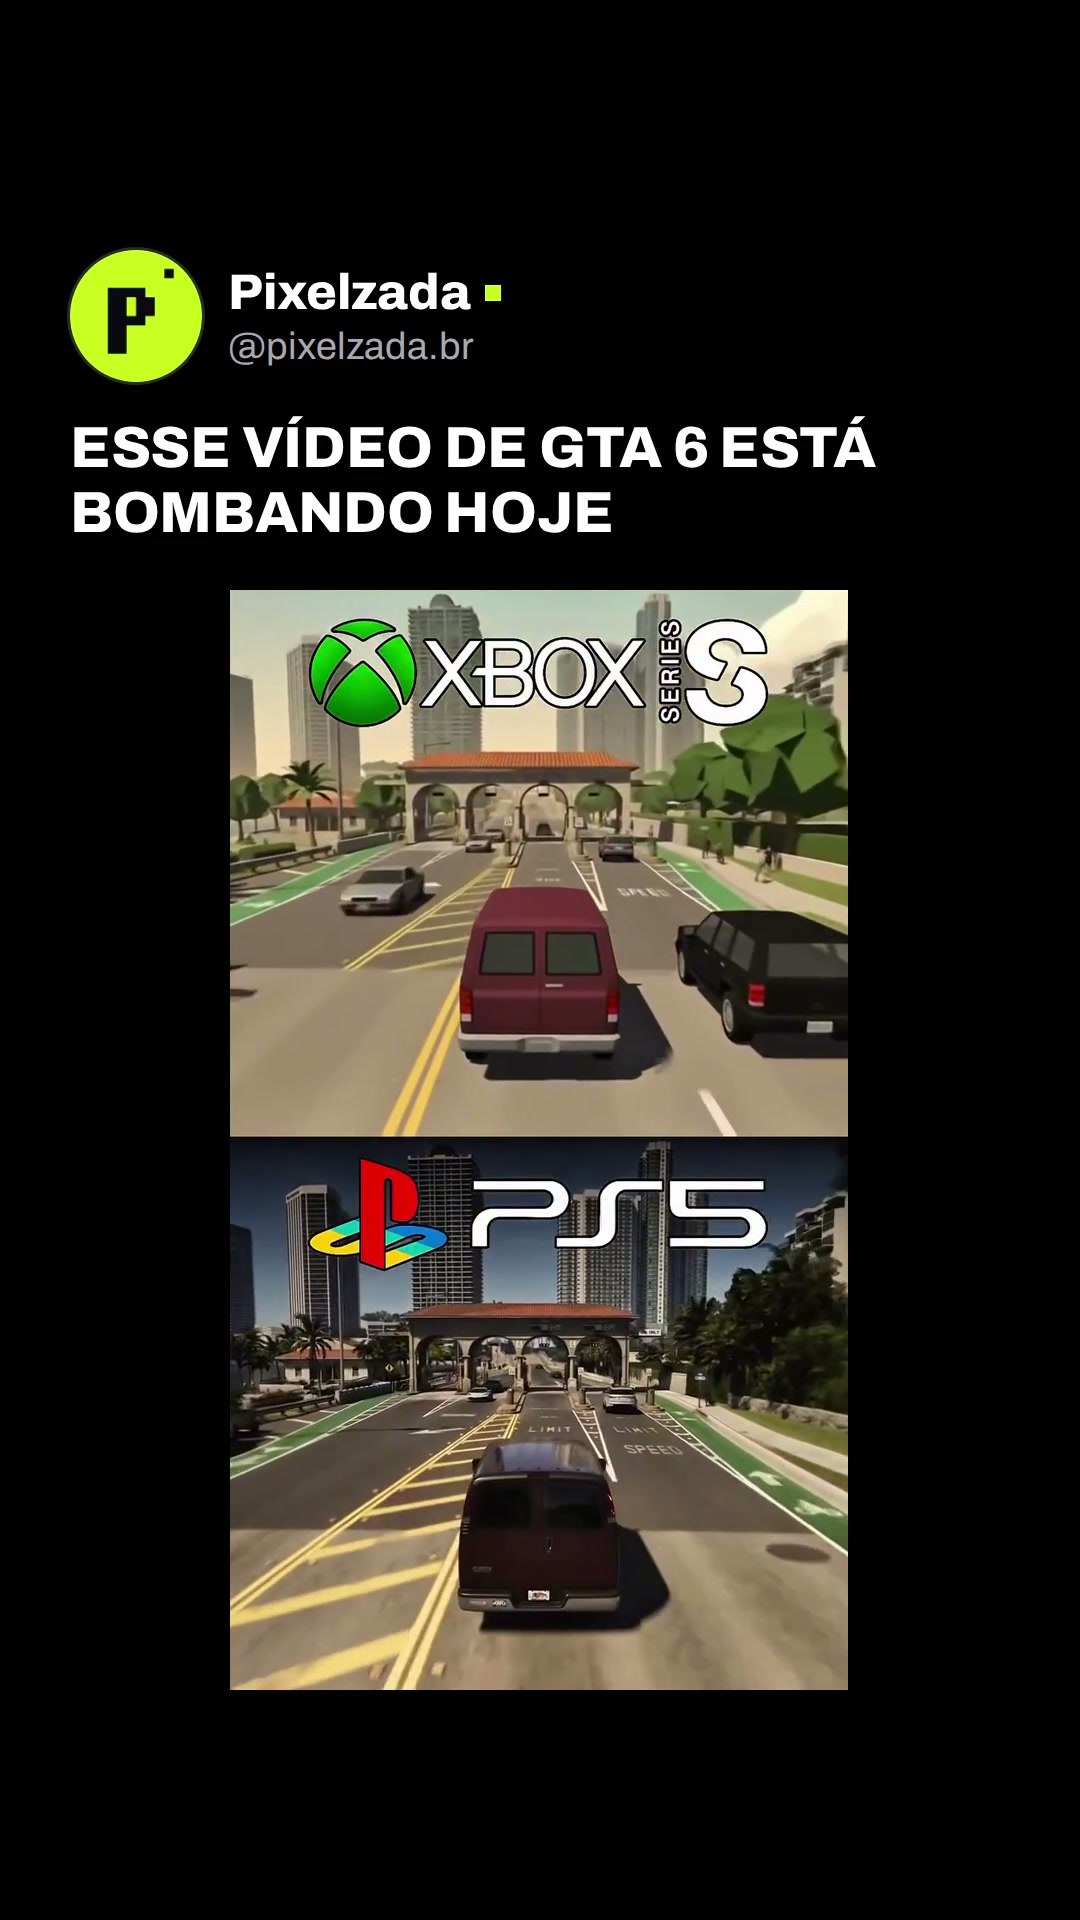 Pixelzada
@pixelzada.br
ESSE VÍDEO DE GTA 6 ESTÁ
BOMBANDO HOJE
XBOX SERIES S
SPEED
PS5
LIMIT LIMIT
SPEED